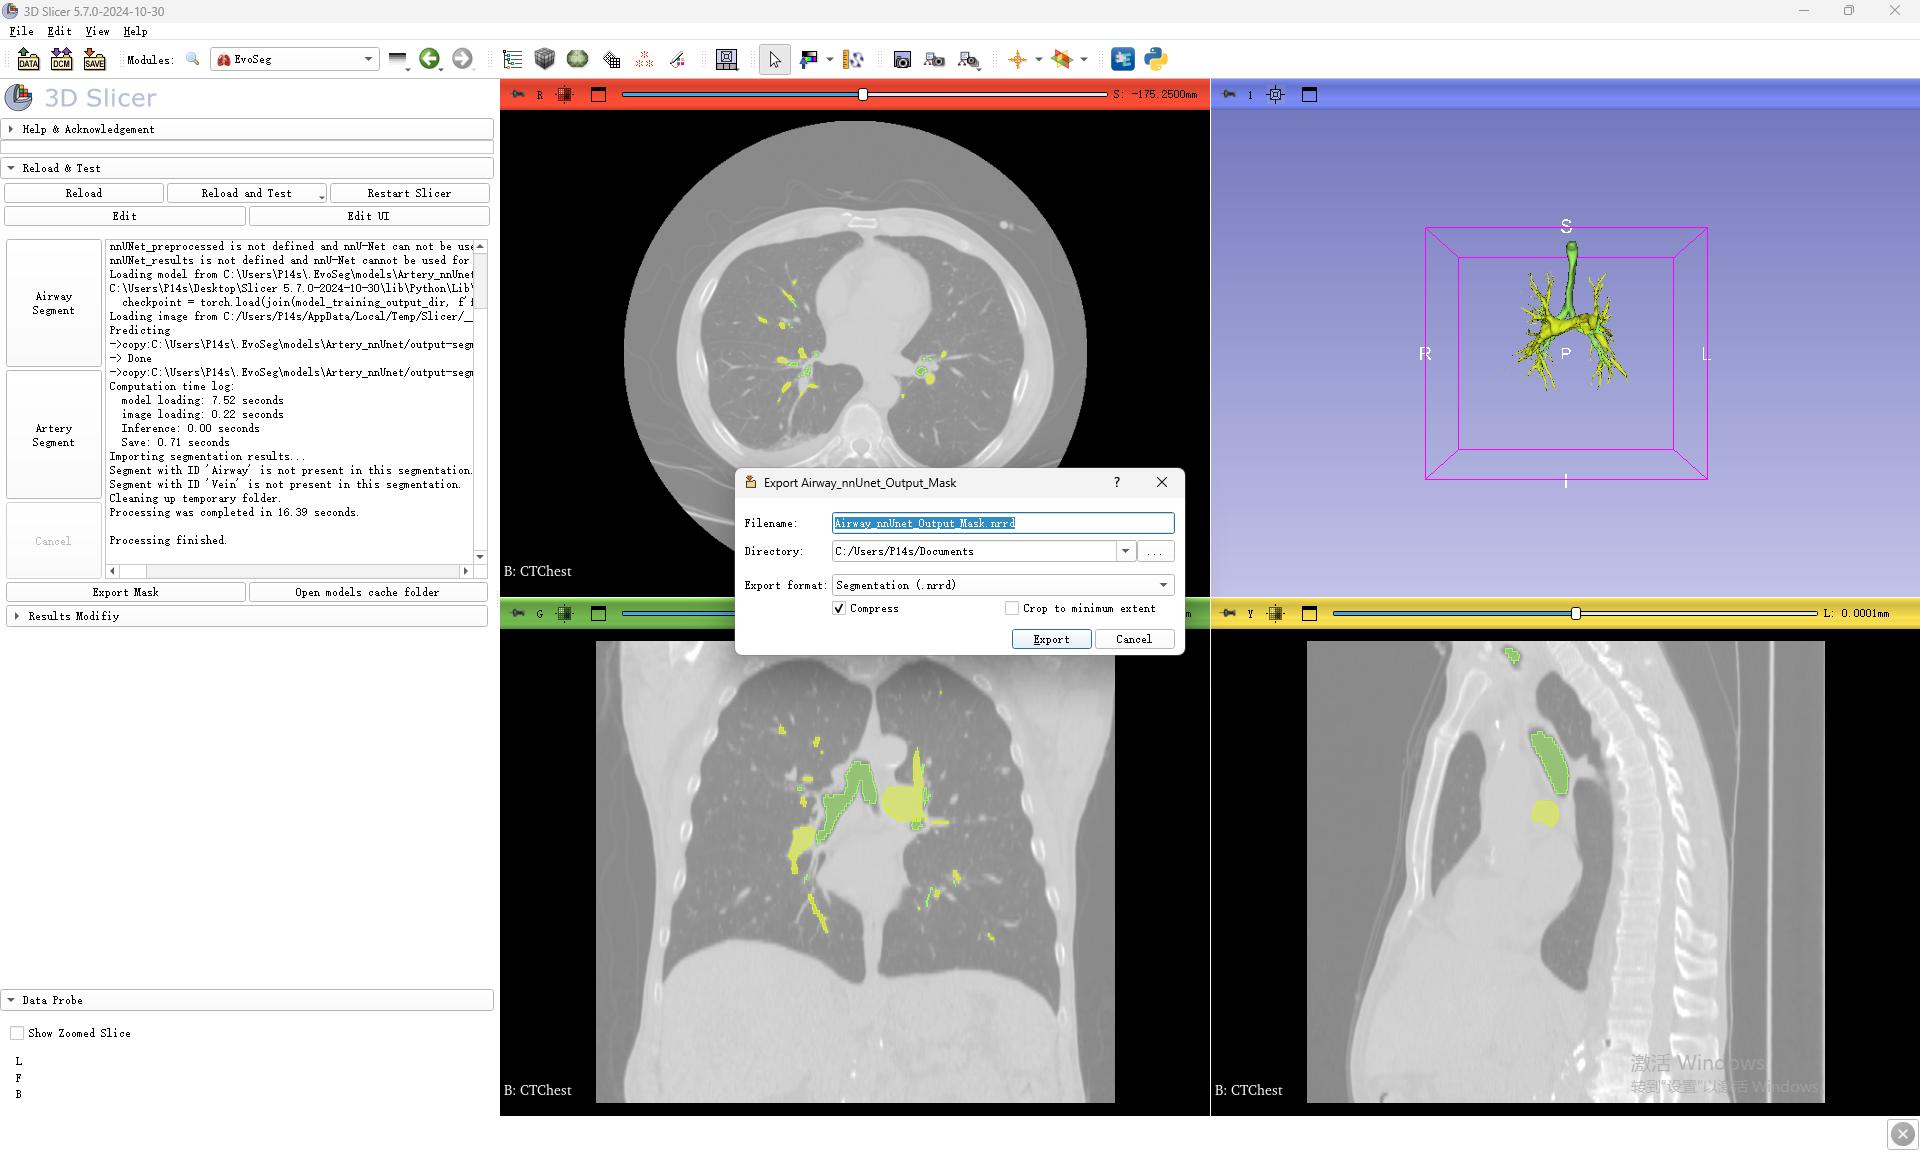 3D Slicer 5.7.0-2024-10-30
File Edit View Help
DATA DCM SAVE Modules: EvoSeg
3D Slicer
Help & Acknowledgement
Reload & Test
Reload Reload and Test Restart Slicer
Edit Edit UI
Airway Segment
Artery Segment
Cancel
nnUNet_preprocessed is not defined and nnU-Net can not be use
nnUNet_results is not defined and nnU-Net cannot be used for
Loading model from C:\Users\P14s\.EvoSeg\models\Artery_nnUnet
C:\Users\P14s\Desktop\Slicer 5.7.0-2024-10-30\lib\Python\Lib\
checkpoint = torch.load(join(model_training_output_dir, f'f
Loading image from C:/Users/P14s/AppData/Local/Temp/Slicer/__
Predicting
->copy:C:\Users\P14s\.EvoSeg\models\Artery_nnUnet/output-segm
-> Done
->copy:C:\Users\P14s\.EvoSeg\models\Artery_nnUnet/output-segm
Computation time log:
model loading: 7.52 seconds
image loading: 0.22 seconds
Inference: 0.00 seconds
Save: 0.71 seconds
Importing segmentation results...
Segment with ID 'Airway' is not present in this segmentation.
Segment with ID 'Vein' is not present in this segmentation.
Cleaning up temporary folder.
Processing was completed in 16.39 seconds.
Processing finished.
Export Mask Open models cache folder
Results Modifiy
Data Probe
Show Zoomed Slice
L
F
B
R S: -175.2500mm
B: CTChest
1
S
R P L
I
Export Airway_nnUnet_Output_Mask ?
Filename: Airway_nnUnet_Output_Mask.nrrd
Directory: C:/Users/P14s/Documents ...
Export format: Segmentation (.nrrd)
Compress Crop to minimum extent
Export Cancel
G m
B: CTChest
Y L: 0.0001mm
B: CTChest
激活 Windows
转到"设置"以激活 Windows